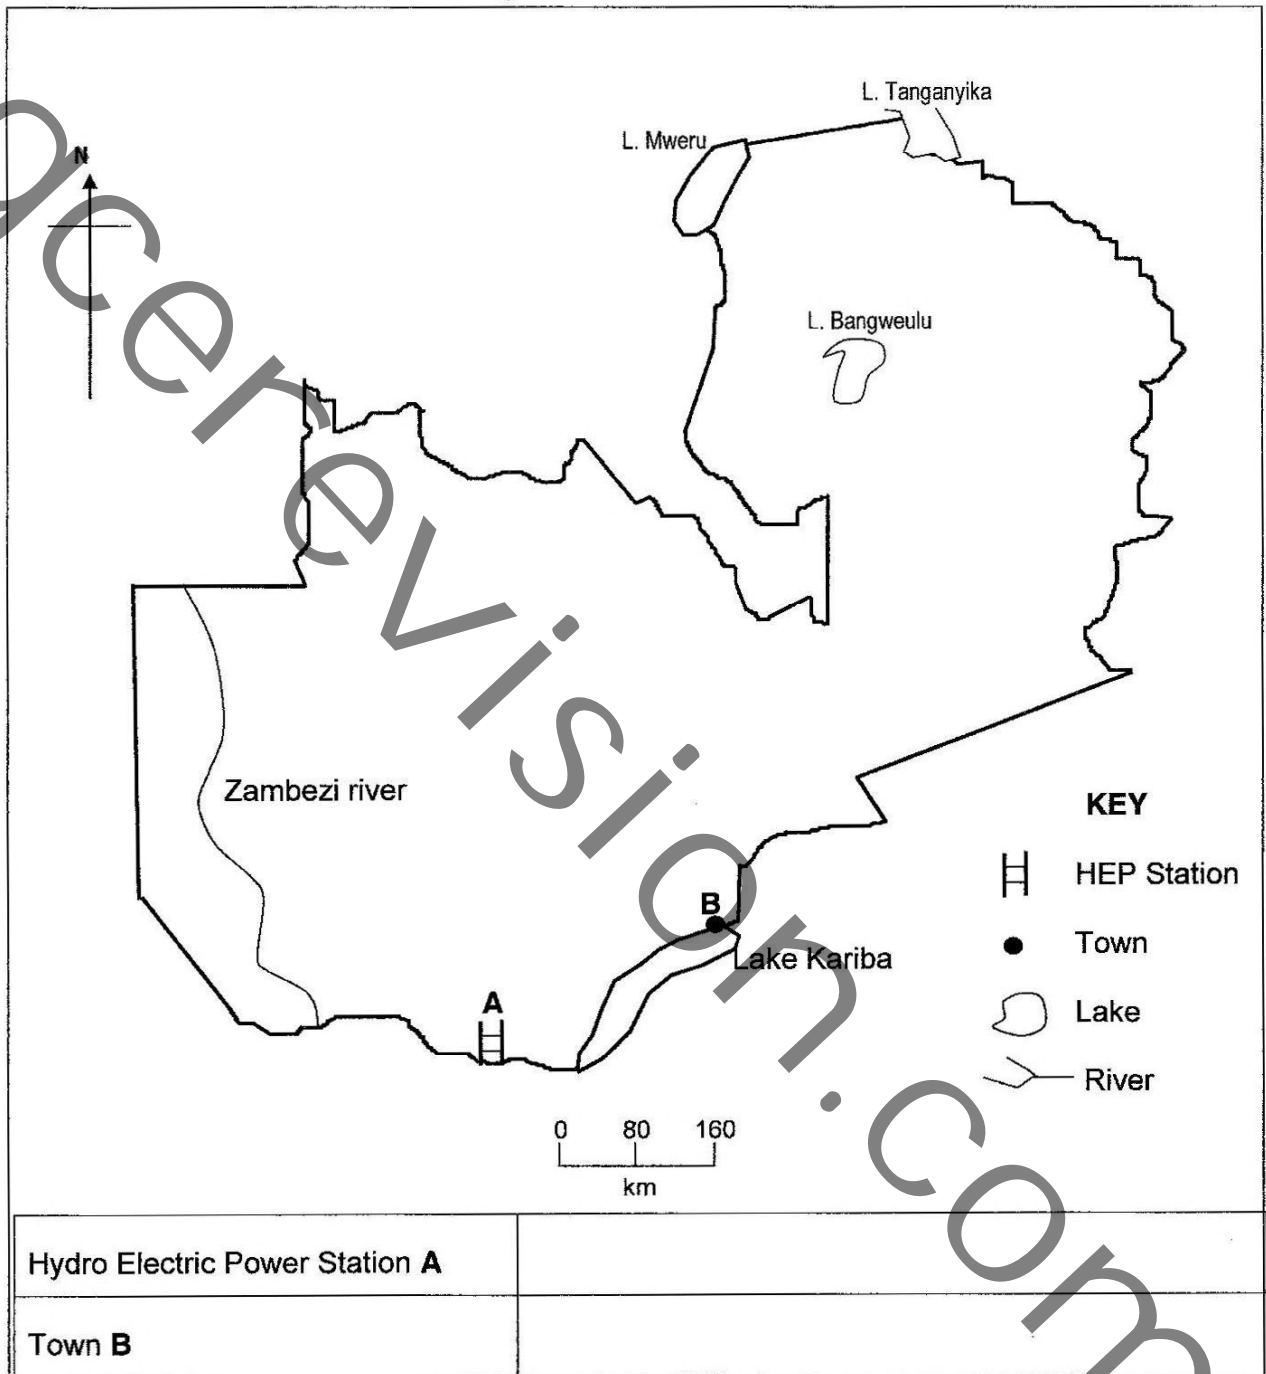 L. Tanganyika
L. Mweru
N
L. Bangweulu
Zambezi river
KEY
HEP Station
B
Town
Lake Kariba
A
Lake
River
0 80 160
km
Hydro Electric Power Station A
Town B
acerevision.com